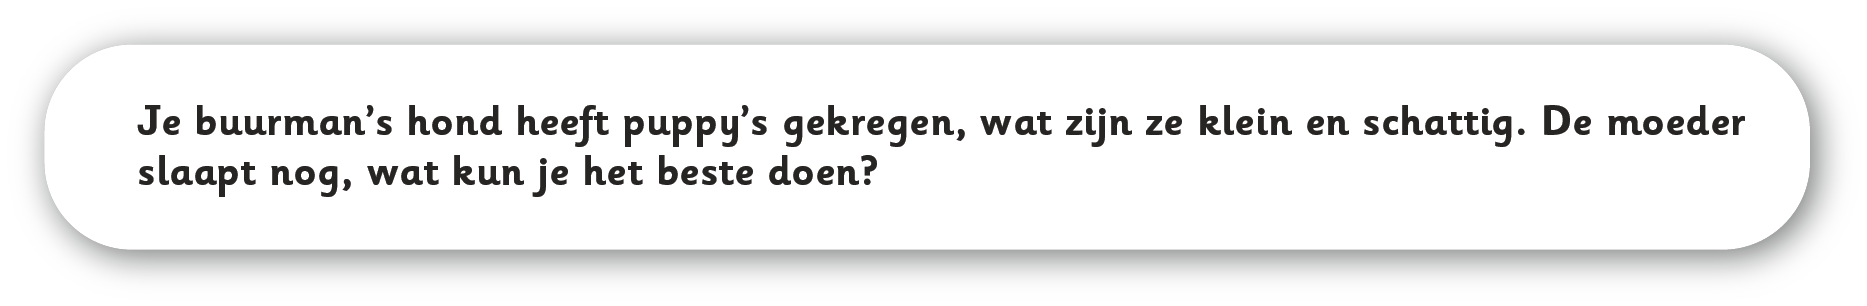 Je buurman’s hond heeft puppy’s gekregen, wat zijn ze klein en schattig. De moeder
slaapt nog, wat kun je het beste doen?